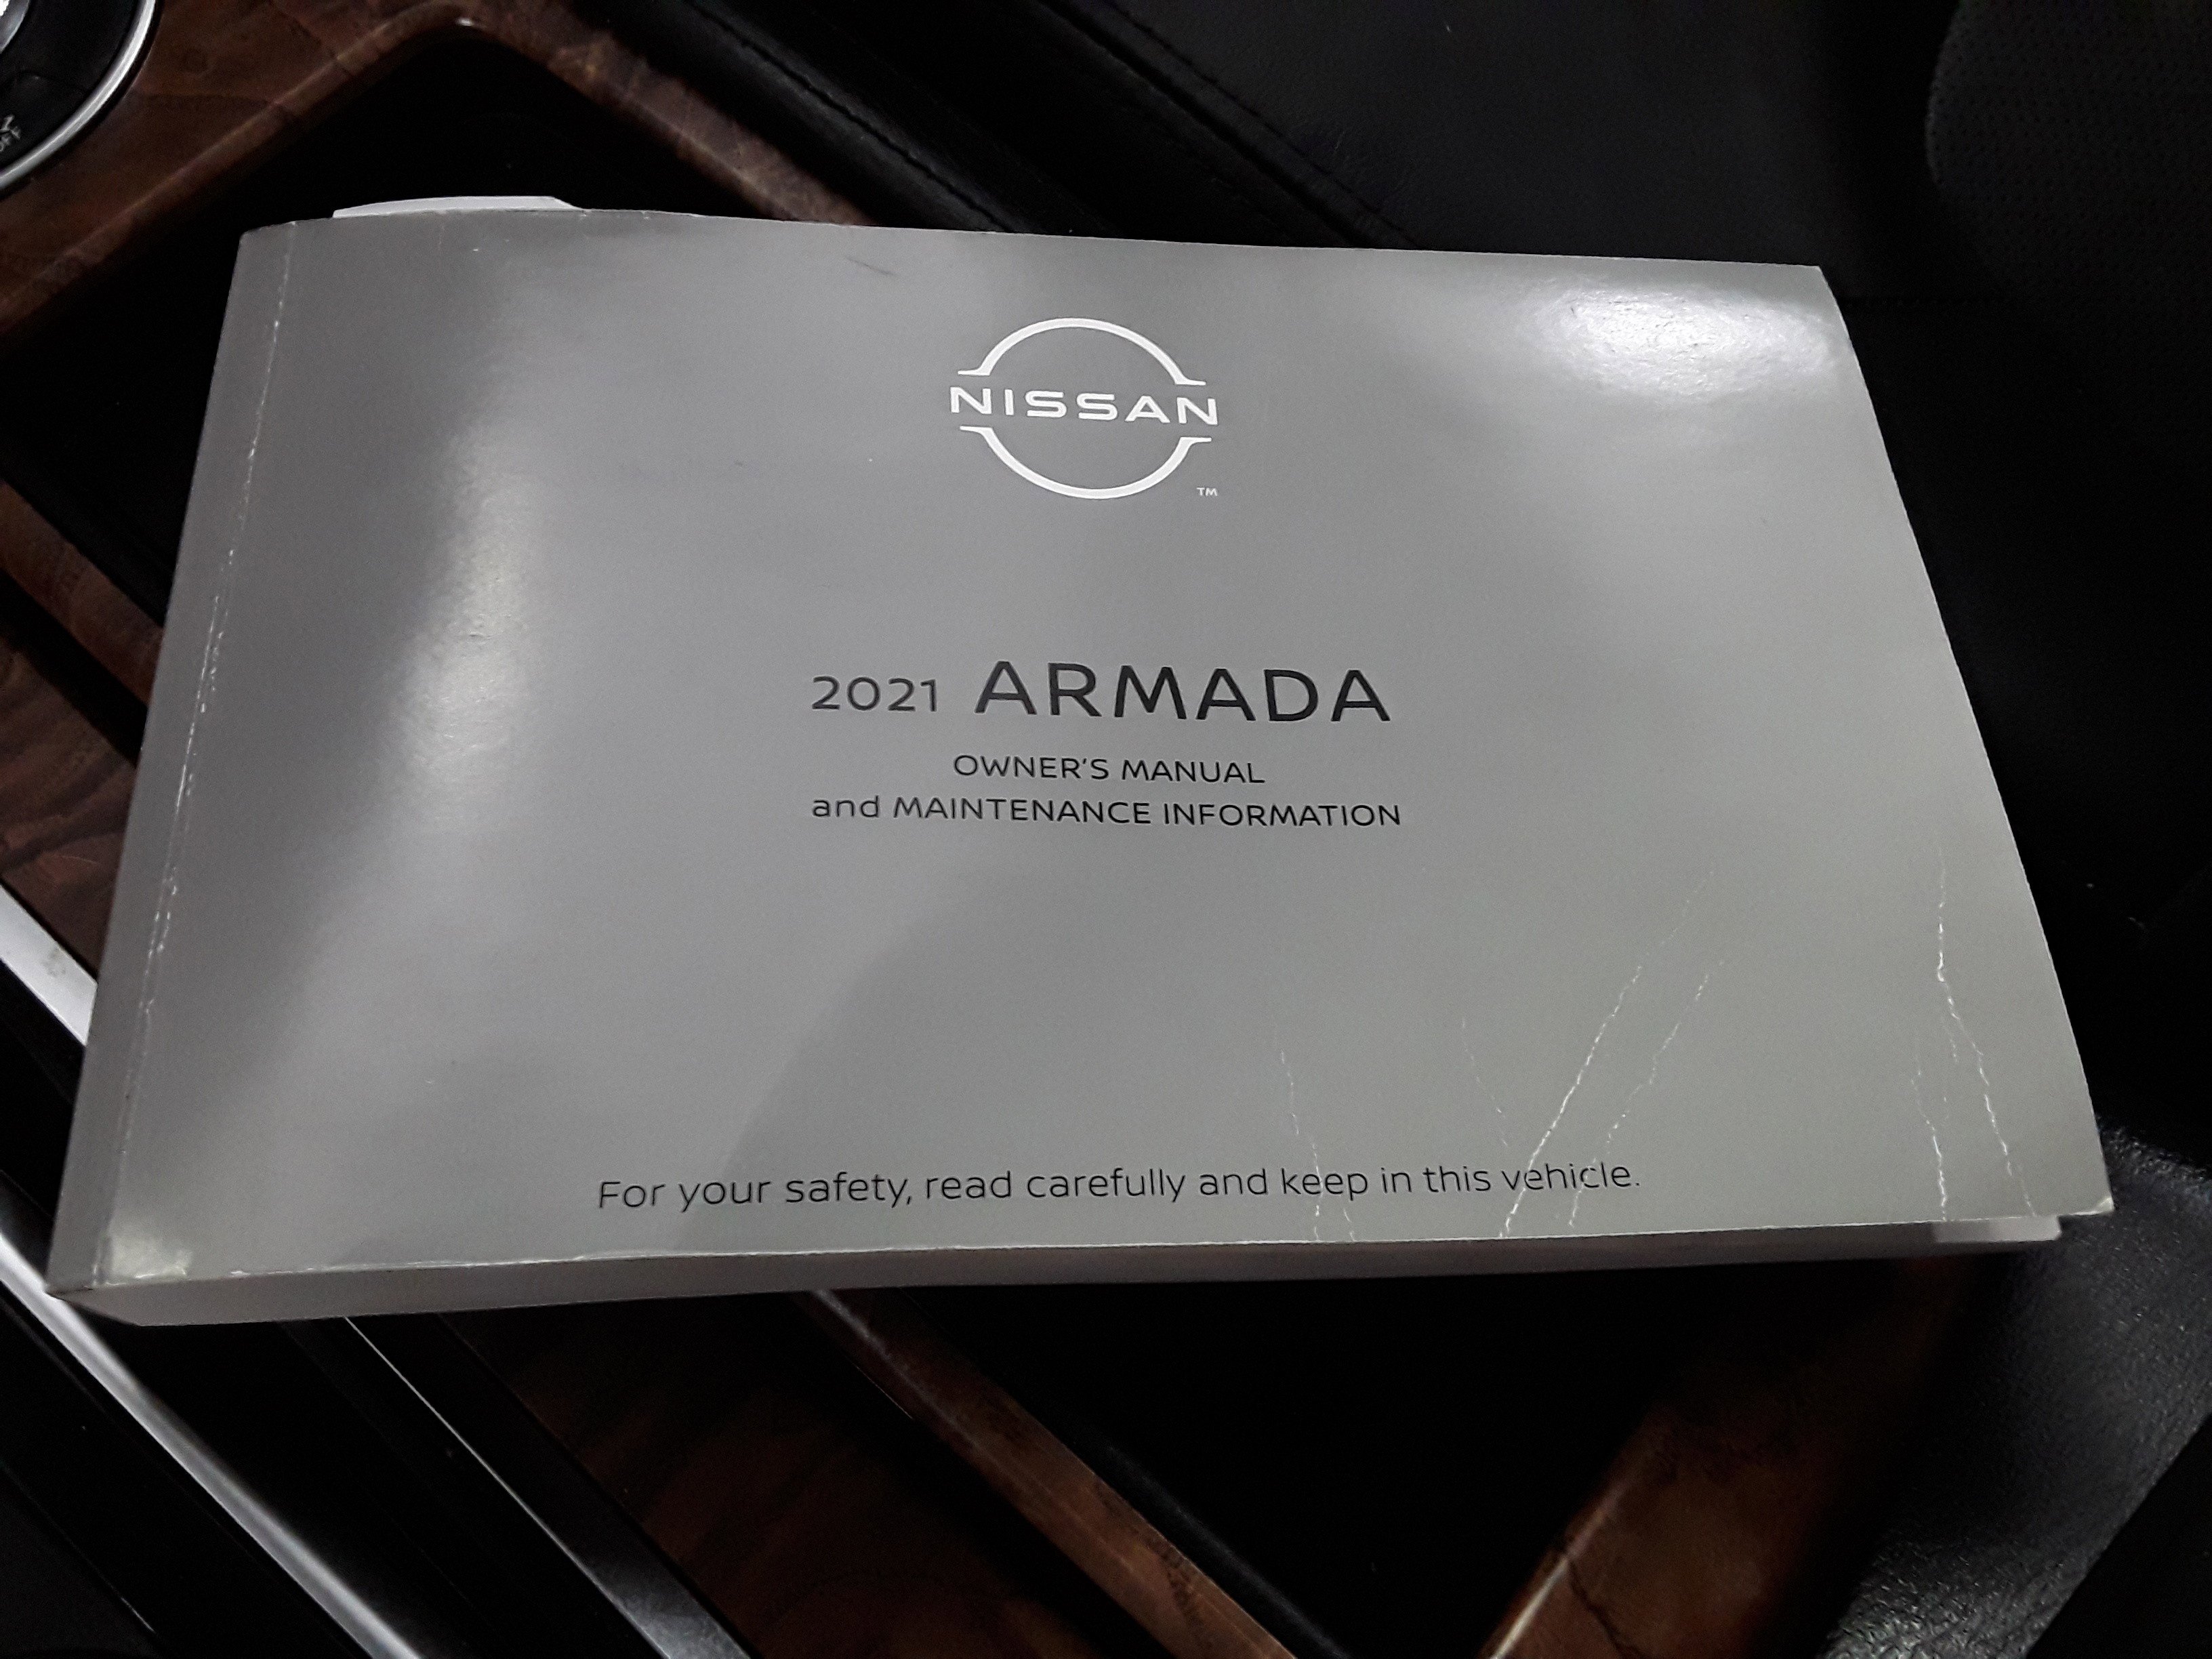 NISSAN
TM
2021 ARMADA
OWNER'S MANUAL
and MAINTENANCE INFORMATION
For your safety, read carefully and keep in this vehicle.